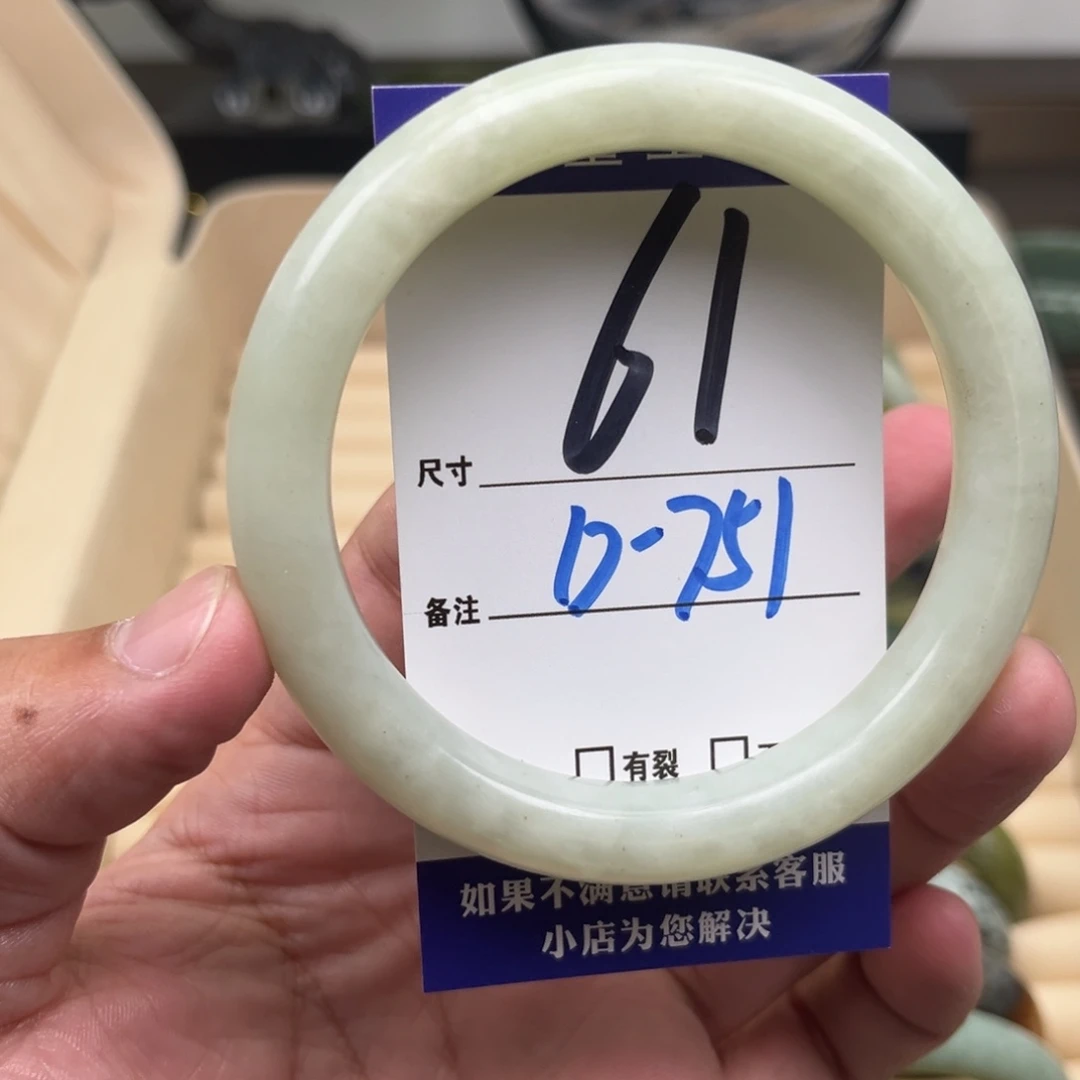 61
尺寸
D-751
备注
□有裂 □
如果不满意请联系客服
小店为您解决